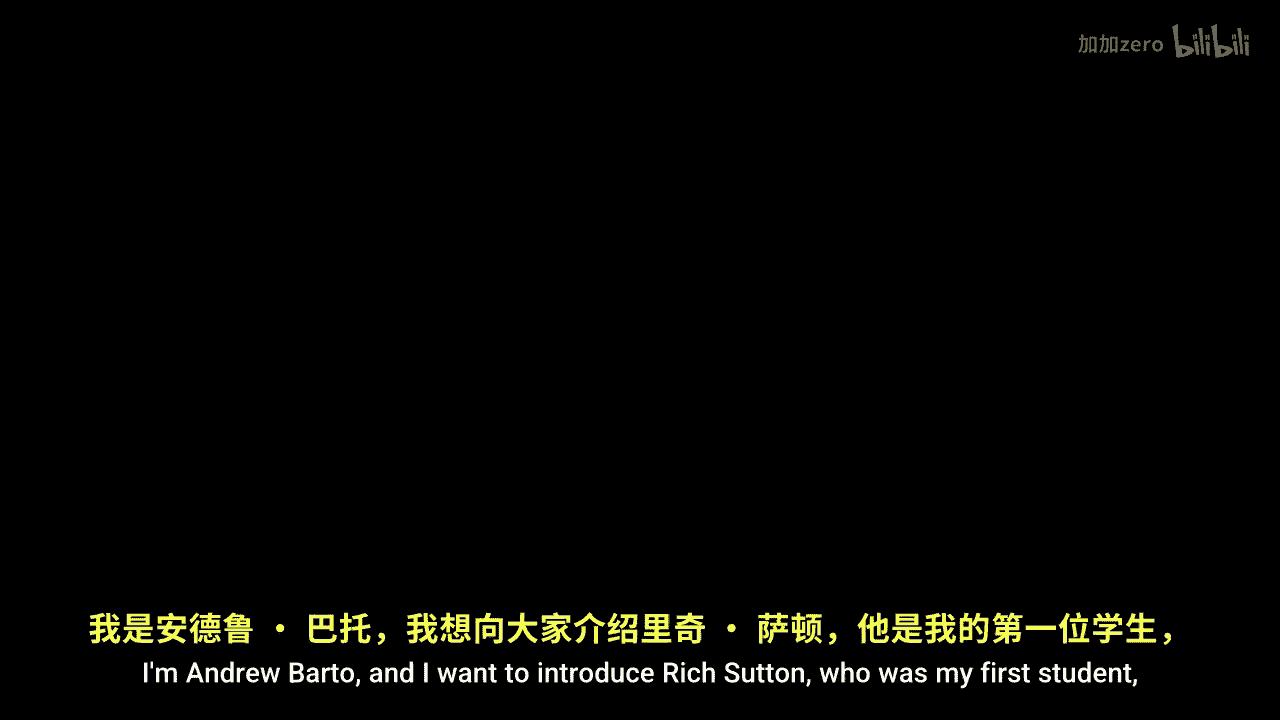 加加zero bilibili
我是安德鲁 · 巴托，我想向大家介绍里奇 · 萨顿，他是我的第一位学生，
I'm Andrew Barto, and I want to introduce Rich Sutton, who was my first student,